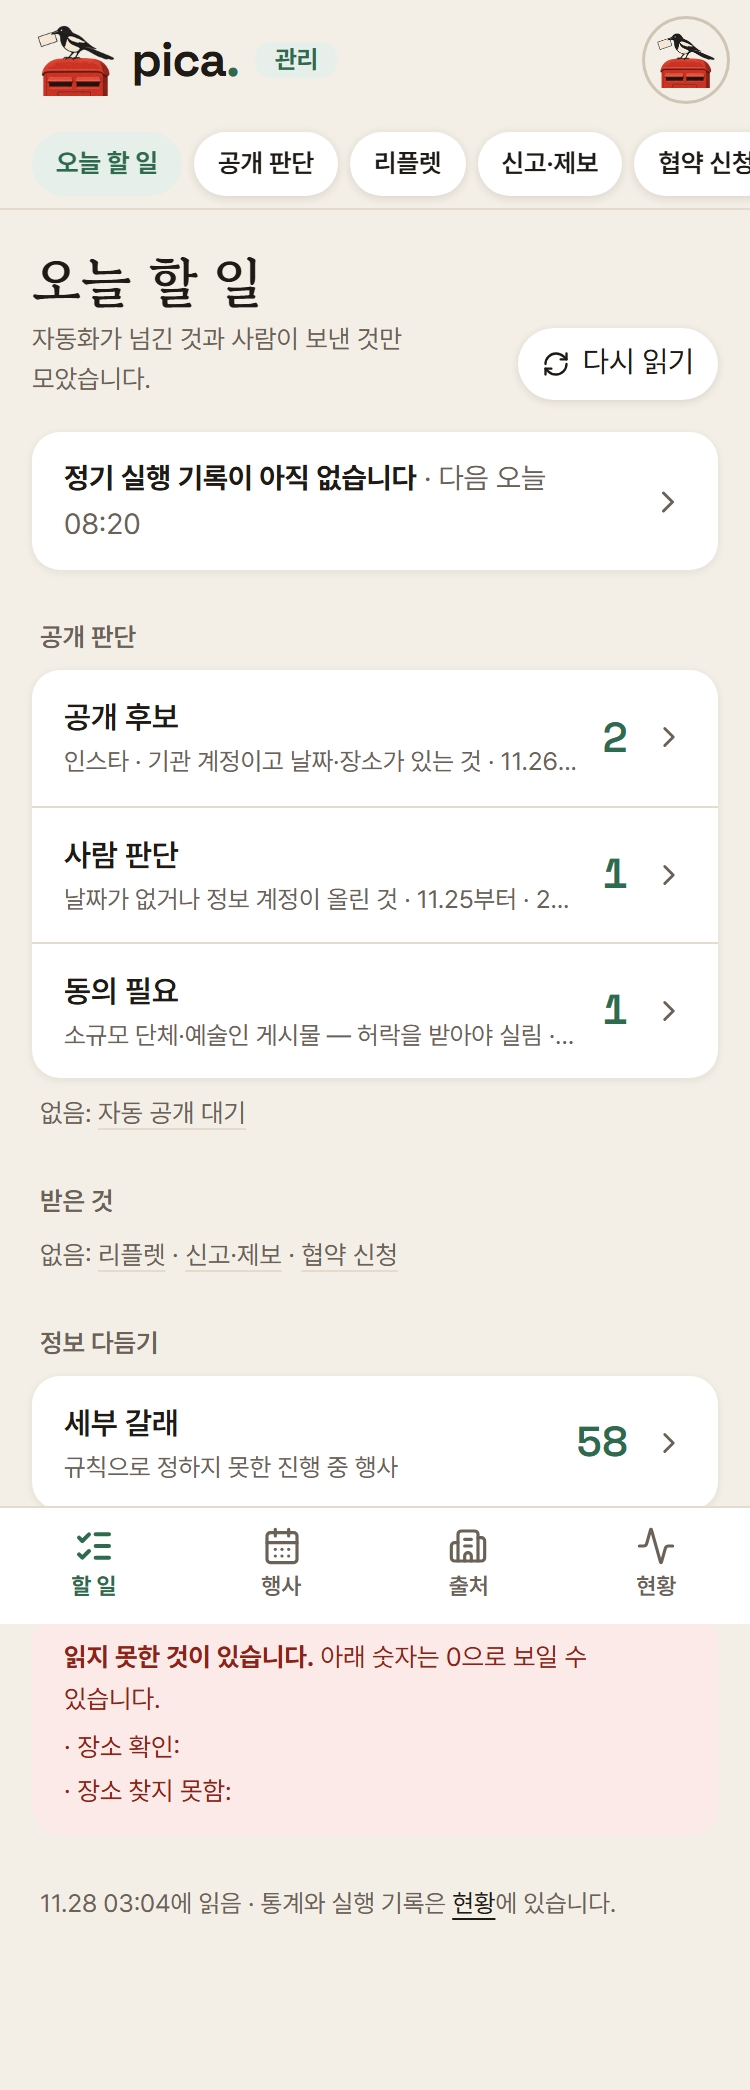 pica. 관리
오늘 할 일 공개 판단 리플렛 신고·제보 협약 신청
오늘 할 일
자동화가 넘긴 것과 사람이 보낸 것만
모았습니다.
다시 읽기
정기 실행 기록이 아직 없습니다 · 다음 오늘
08:20
공개 판단
공개 후보
인스타 · 기관 계정이고 날짜·장소가 있는 것 · 11.26...
2
사람 판단
날짜가 없거나 정보 계정이 올린 것 · 11.25부터 · 2...
1
동의 필요
소규모 단체·예술인 게시물 — 허락을 받아야 실림 ·...
1
없음: 자동 공개 대기
받은 것
없음: 리플렛 · 신고·제보 · 협약 신청
정보 다듬기
세부 갈래
규칙으로 정하지 못한 진행 중 행사
58
할 일 행사 출처 현황
읽지 못한 것이 있습니다. 아래 숫자는 0으로 보일 수
있습니다.
· 장소 확인:
· 장소 찾지 못함:
11.28 03:04에 읽음 · 통계와 실행 기록은 현황에 있습니다.